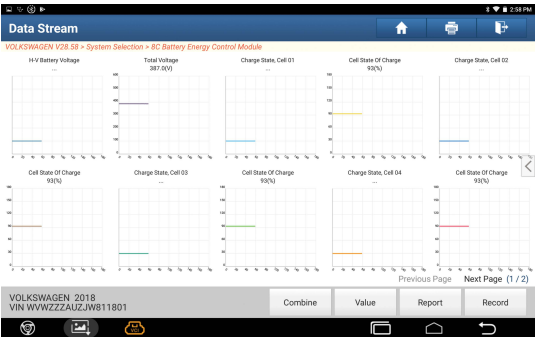 2:58 PM
Data Stream
VOLKSWAGEN V28.58 > System Selection > 8C Battery Energy Control Module
H-V Battery Voltage
...
Total Voltage
387.0(V)
Charge State, Cell 01
...
Cell State Of Charge
93(%)
Charge State, Cell 02
...
Cell State Of Charge
93(%)
Charge State, Cell 03
...
Cell State Of Charge
93(%)
Charge State, Cell 04
...
Cell State Of Charge
93(%)
Previous Page Next Page (1 / 2)
VOLKSWAGEN 2018
VIN WVWZZZAUZJW811801
Combine
Value
Report
Record
VCI